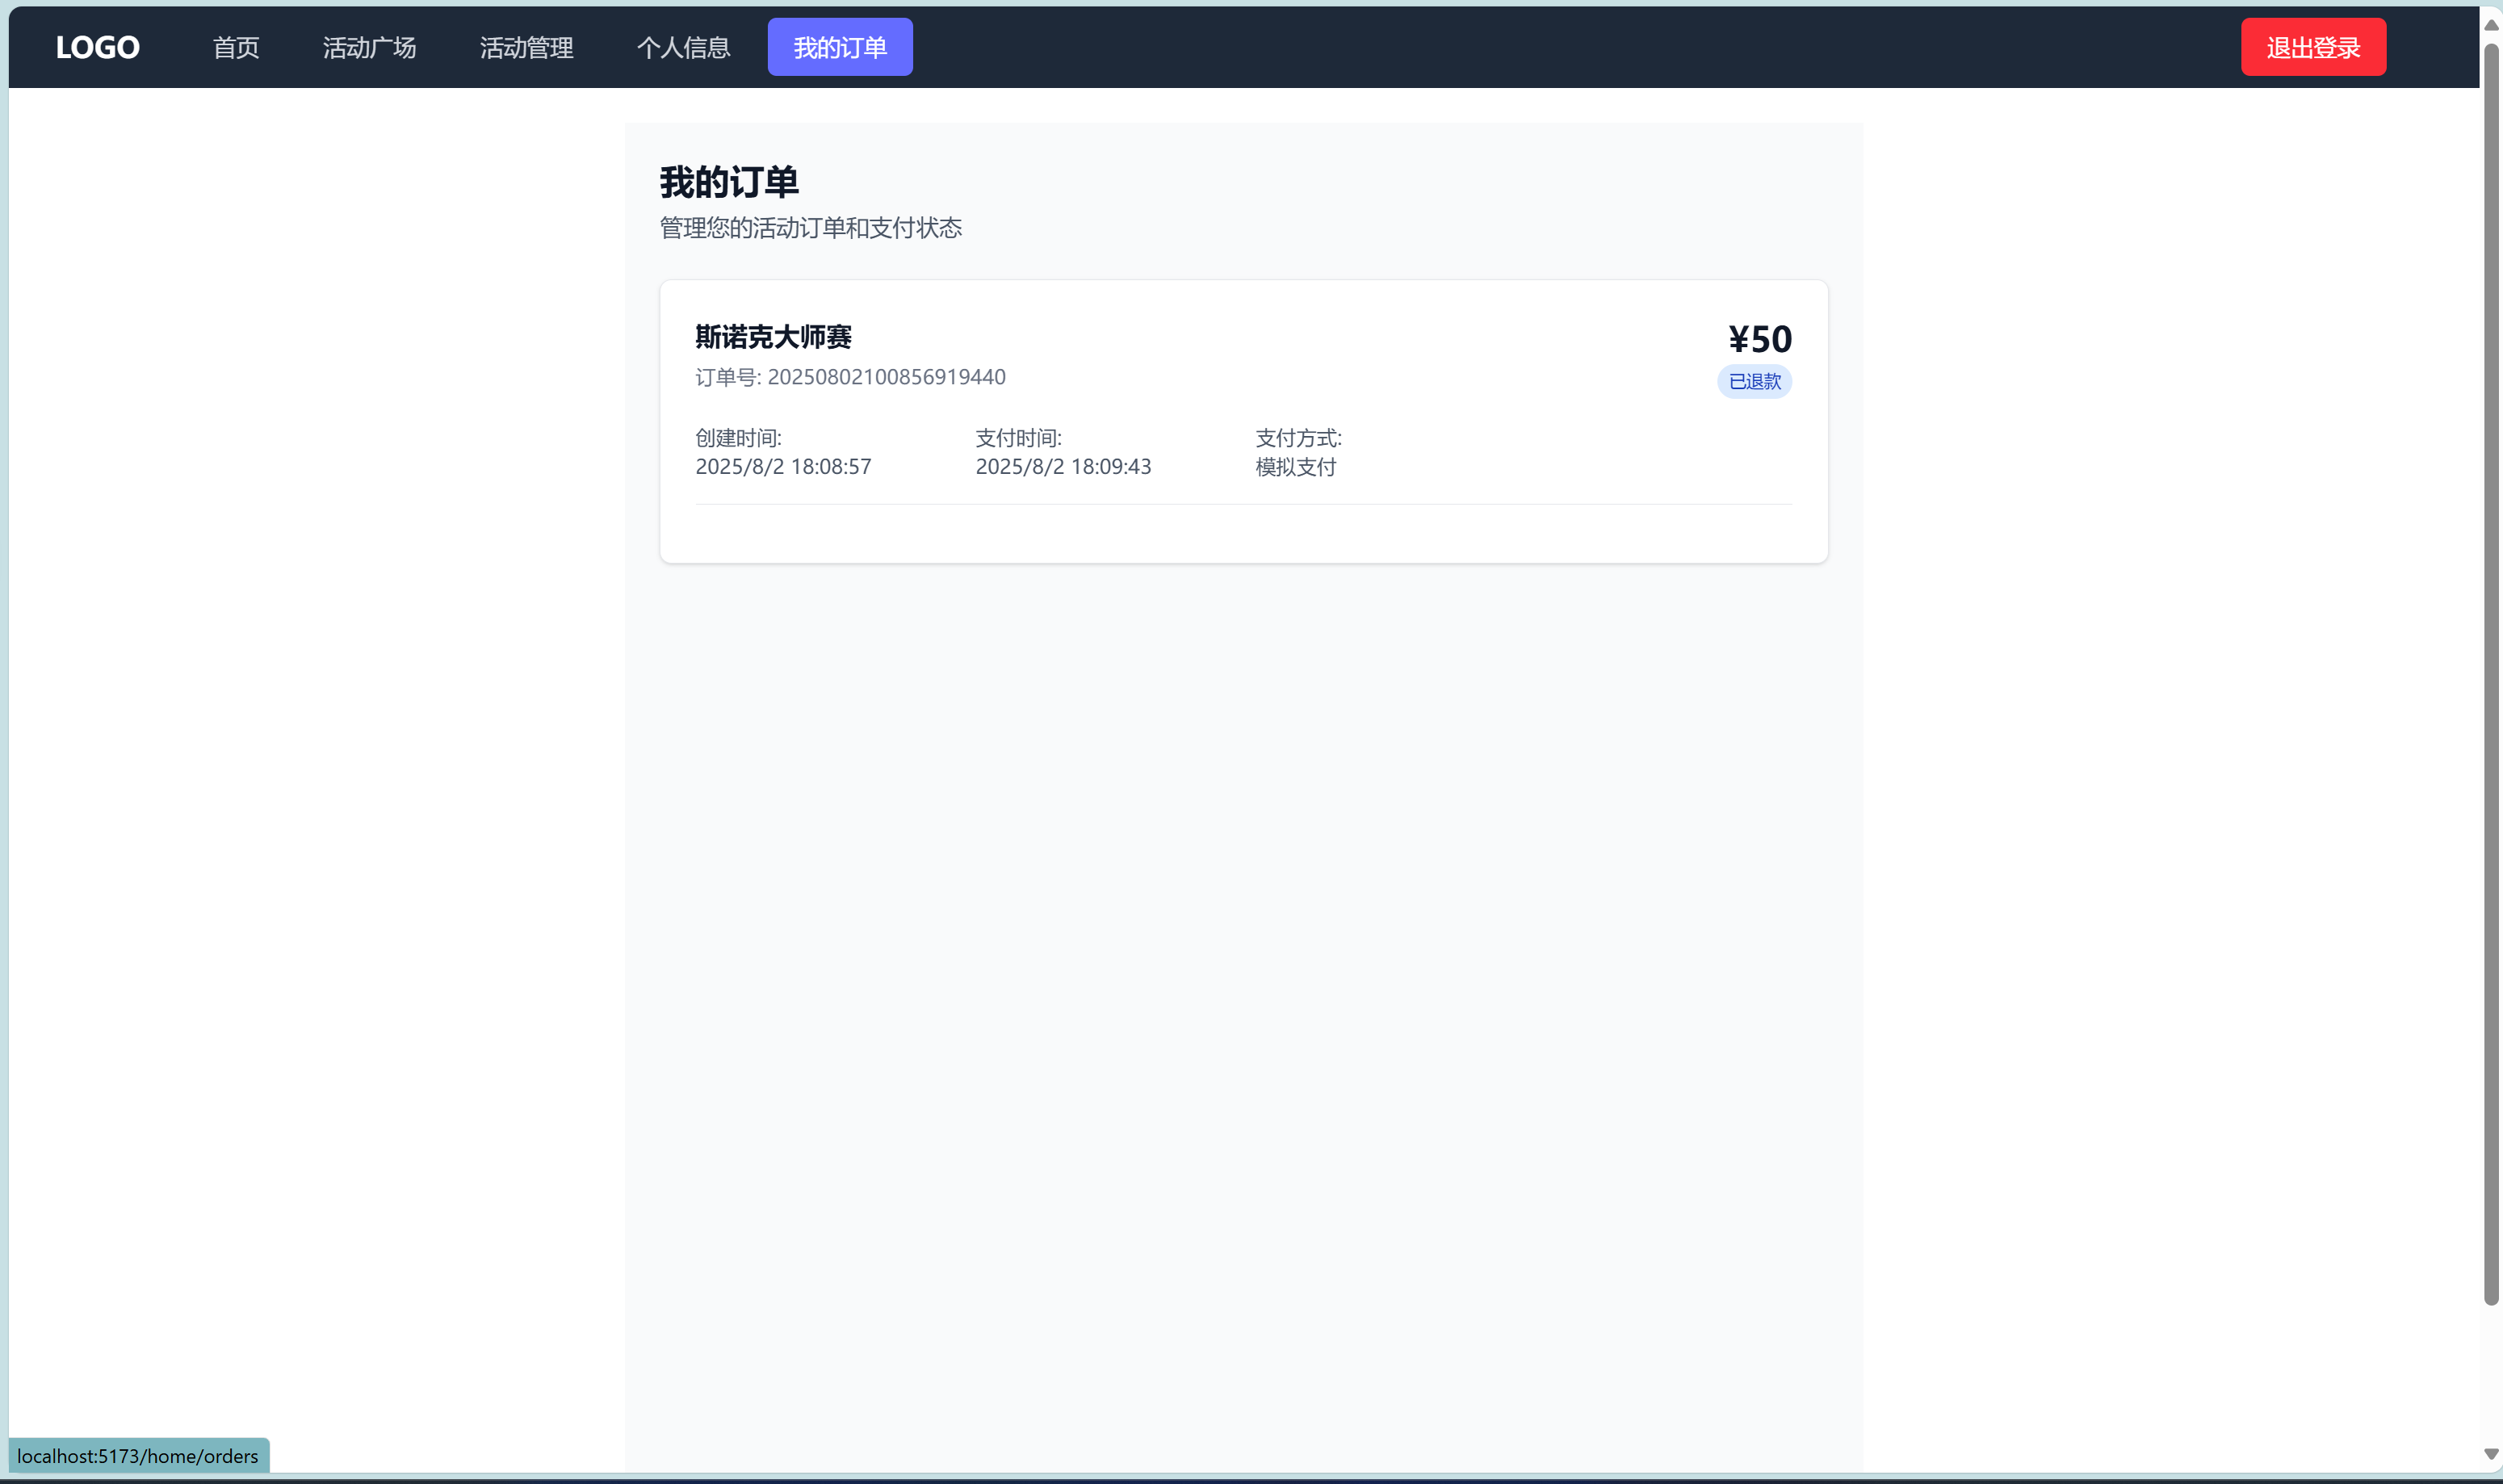 LOGO 首页 活动广场 活动管理 个人信息 我的订单 退出登录
我的订单
管理您的活动订单和支付状态
斯诺克大师赛 ¥50
订单号: 20250802100856919440 已退款
创建时间: 支付时间: 支付方式:
2025/8/2 18:08:57 2025/8/2 18:09:43 模拟支付
localhost:5173/home/orders